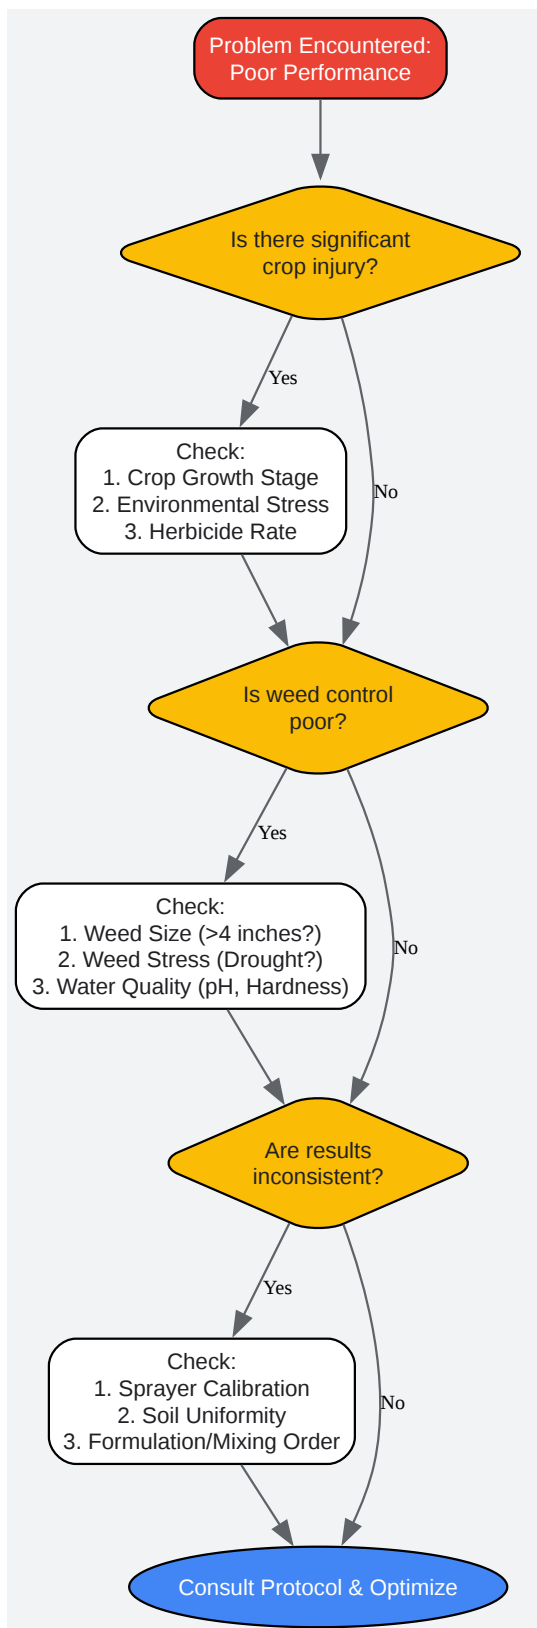 Problem Encountered:
Poor Performance
Is there significant
crop injury?
Yes
Check:
1. Crop Growth Stage
2. Environmental Stress
3. Herbicide Rate
No
Is weed control
poor?
Yes
Check:
1. Weed Size (>4 inches?)
2. Weed Stress (Drought?)
3. Water Quality (pH, Hardness)
No
Are results
inconsistent?
Yes
Check:
1. Sprayer Calibration
2. Soil Uniformity
3. Formulation/Mixing Order
No
Consult Protocol & Optimize